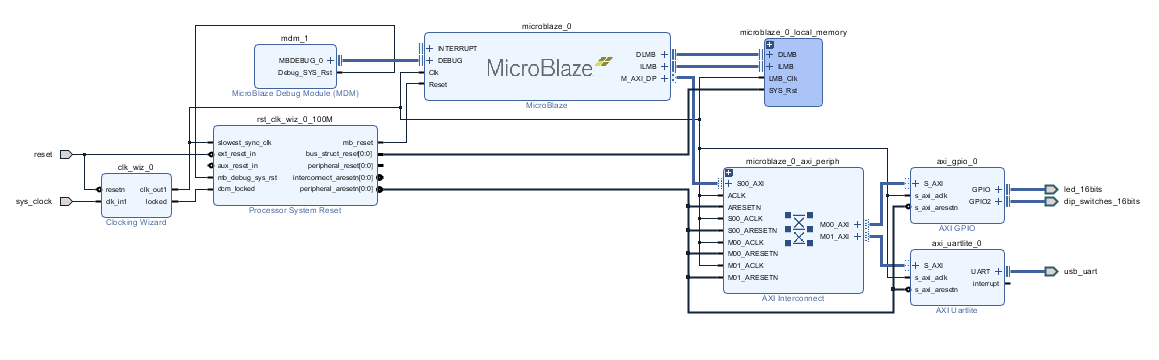 microblaze_0
INTERRUPT
DEBUG
Clk
Reset
MicroBlaze
DLMB
ILMB
M_AXI_DP
MicroBlaze
microblaze_0_local_memory
DLMB
ILMB
LMB_Clk
SYS_Rst
mdm_1
MBDEBUG_0
Debug_SYS_Rst
MicroBlaze Debug Module (MDM)
rst_clk_wiz_0_100M
slowest_sync_clk
ext_reset_in
aux_reset_in
mb_debug_sys_rst
dcm_locked
mb_reset
bus_struct_reset[0:0]
peripheral_reset[0:0]
interconnect_aresetn[0:0]
peripheral_aresetn[0:0]
Processor System Reset
reset
sys_clock
clk_wiz_0
resetn
clk_in1
clk_out1
locked
Clocking Wizard
microblaze_0_axi_periph
S00_AXI
ACLK
ARESETN
S00_ACLK
S00_ARESETN
M00_ACLK
M00_ARESETN
M01_ACLK
M01_ARESETN
M00_AXI
M01_AXI
AXI Interconnect
axi_gpio_0
S_AXI
s_axi_aclk
s_axi_aresetn
GPIO
GPIO2
AXI GPIO
led_16bits
dip_switches_16bits
axi_uartlite_0
S_AXI
s_axi_aclk
s_axi_aresetn
UART
interrupt
AXI Uartlite
usb_uart